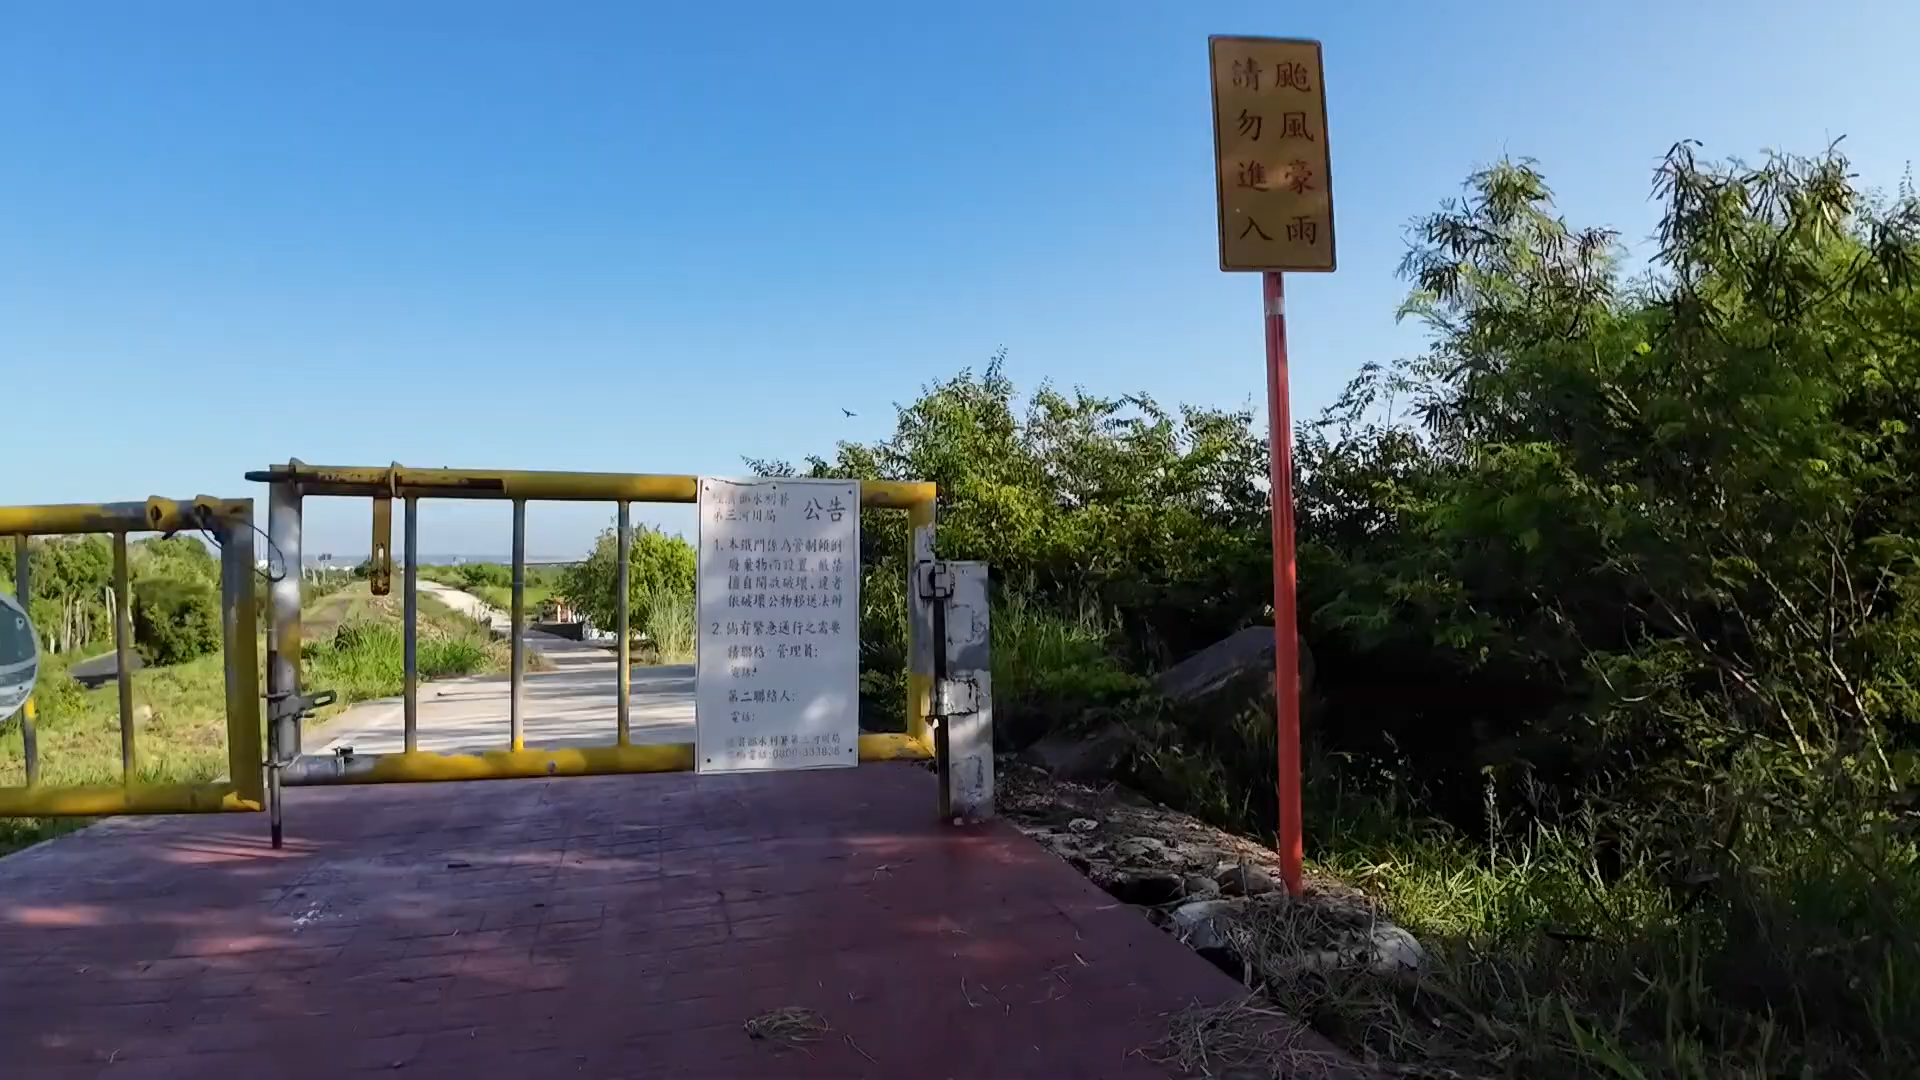 颱風豪雨
請勿進入
經濟部水利署
第三河川局
公告
1. 本鐵門係為管制傾倒
廢棄物而設置，嚴禁
擅自開啟破壞，違者
依破壞公物移送法辦
2. 倘有緊急通行之需要
請聯絡 管理員:
電話:
第二聯絡人:
電話:
經濟部水利署第三河川局